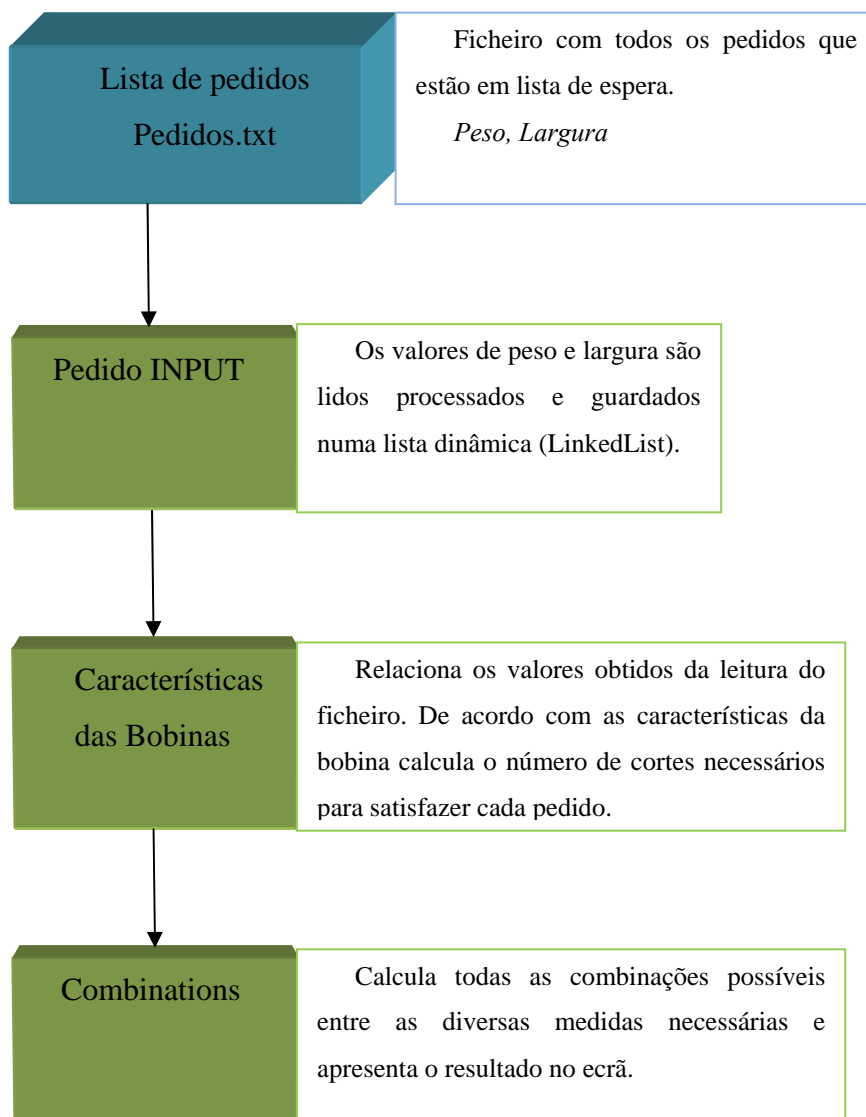 Lista de pedidos
Pedidos.txt
Ficheiro com todos os pedidos que
estão em lista de espera.
Peso, Largura
Pedido INPUT
Os valores de peso e largura são
lidos processados e guardados
numa lista dinâmica (LinkedList).
Características
das Bobinas
Relaciona os valores obtidos da leitura do
ficheiro. De acordo com as características da
bobina calcula o número de cortes necessários
para satisfazer cada pedido.
Combinations
Calcula todas as combinações possíveis
entre as diversas medidas necessárias e
apresenta o resultado no ecrã.